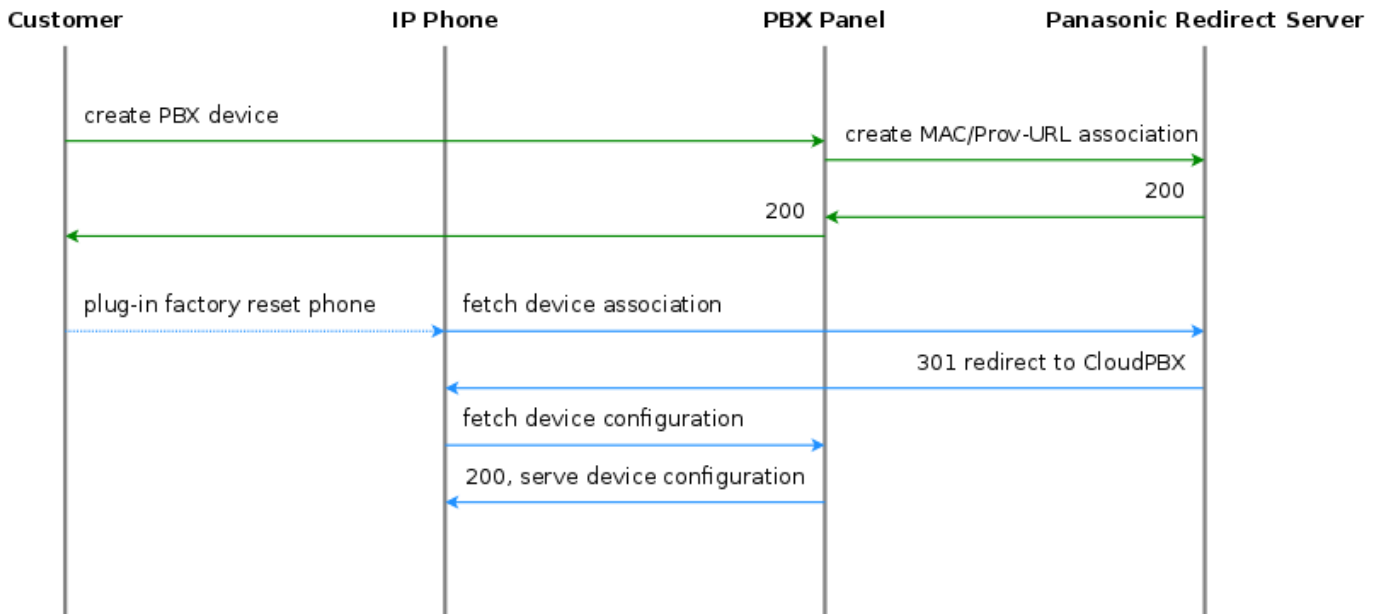 Customer
IP Phone
PBX Panel
Panasonic Redirect Server
create PBX device
create MAC/Prov-URL association
200
200
plug-in factory reset phone
fetch device association
301 redirect to CloudPBX
fetch device configuration
200, serve device configuration